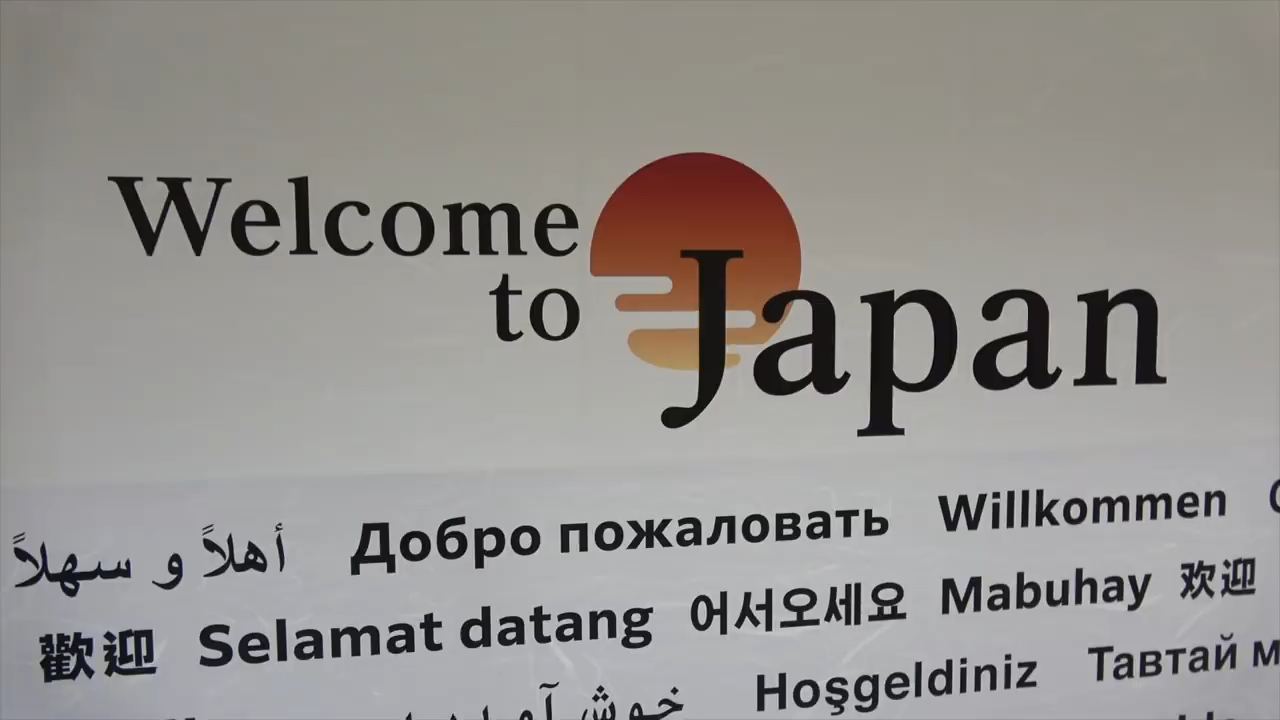 Welcome
to
Japan
أهلاً و سهلاً Добро пожаловать Willkommen
歡迎 Selamat datang 어서오세요 Mabuhay 欢迎
خوش Hoşgeldiniz Тавтай